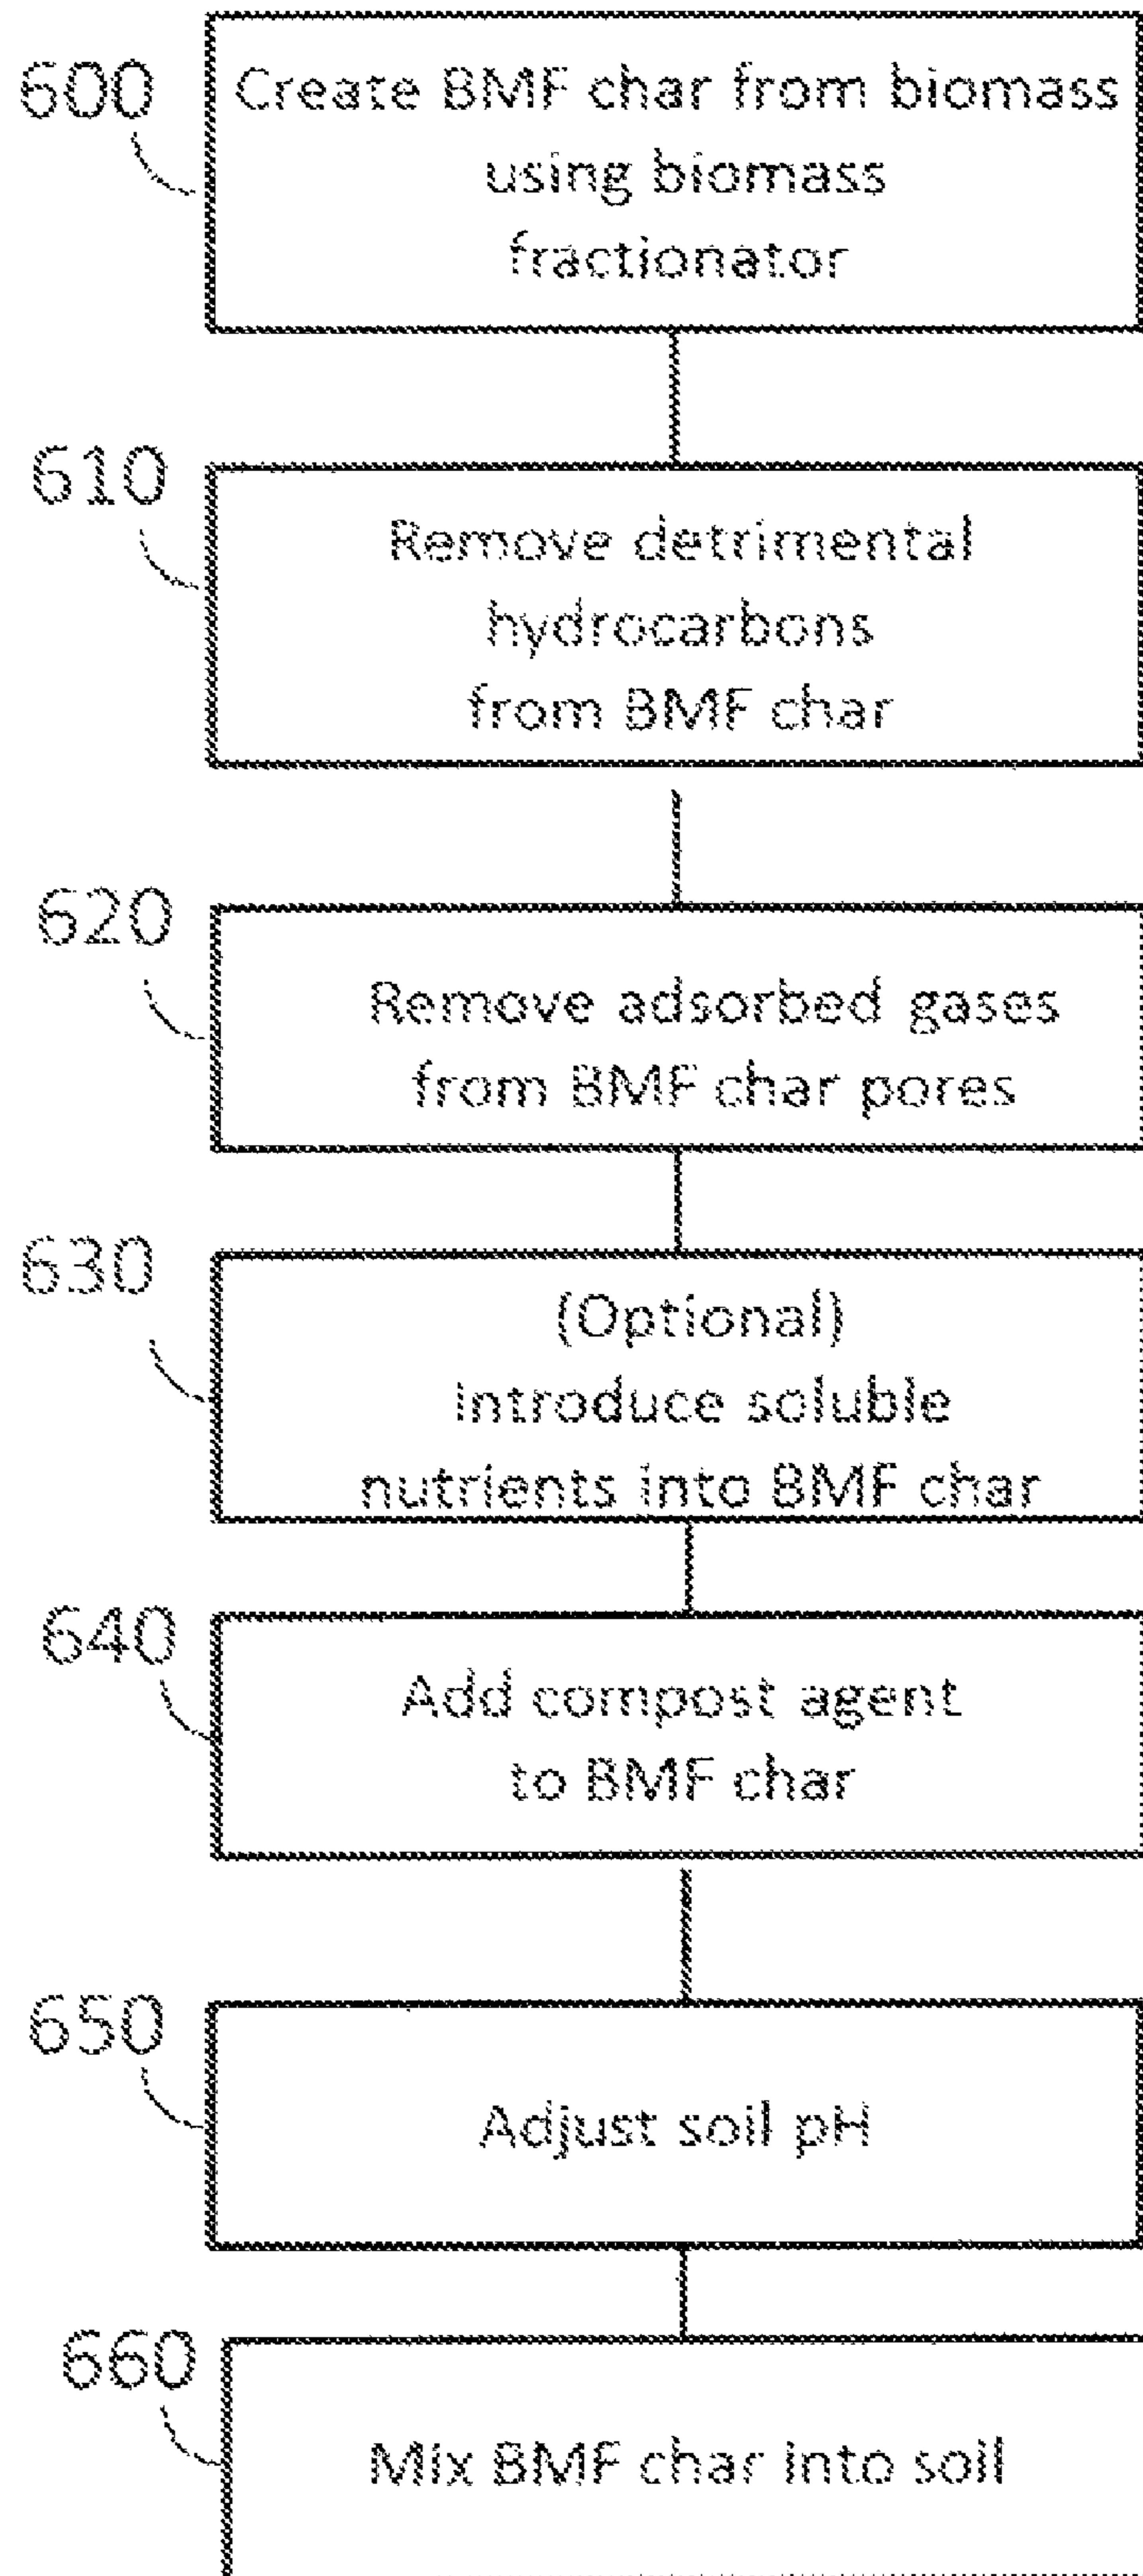 600
Create BMF char from biomass
using biomass
fractionator
610
Remove detrimental
hydrocarbons
from BMF char
620
Remove adsorbed gases
from BMF char pores
630
(Optional)
Introduce soluble
nutrients into BMF char
640
Add compost agent
to BMF char
650
Adjust soil pH
660
Mix BMF char into soil